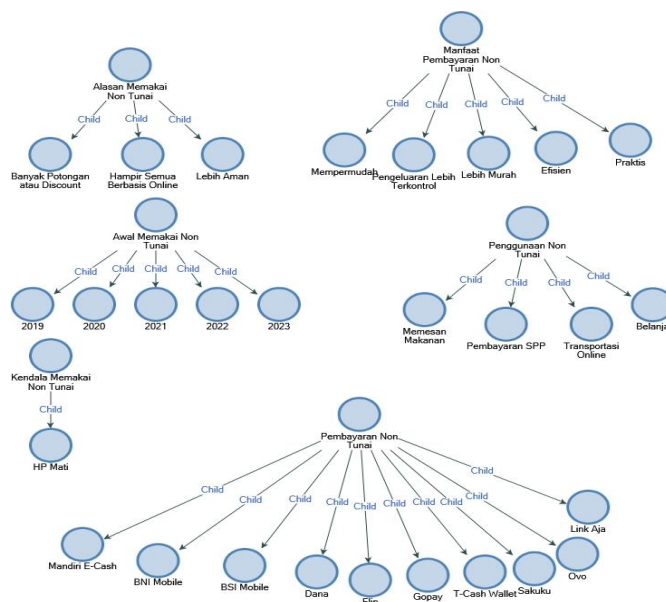 Alasan Memakai
Non Tunai
Child
Child
Child
Banyak Potongan
atau Discount
Hampir Semua
Berbasis Online
Lebih Aman
Manfaat
Pembayaran Non
Tunai
Child
Child
Child
Child
Child
Mempermudah
Pengeluaran Lebih
Terkontrol
Lebih Murah
Efisien
Praktis
Awal Memakai Non
Tunai
Child
Child
Child
Child
Child
2019
2020
2021
2022
2023
Penggunaan Non
Tunai
Child
Child
Child
Child
Memesan
Makanan
Pembayaran SPP
Transportasi
Online
Belanja
Kendala Memakai
Non Tunai
Child
HP Mati
Pembayaran Non
Tunai
Child
Child
Child
Child
Child
Child
Child
Child
Child
Child
Mandiri E-Cash
BNI Mobile
BSI Mobile
Dana
Flip
Gopay
T-Cash Wallet
Sakuku
Ovo
Link Aja